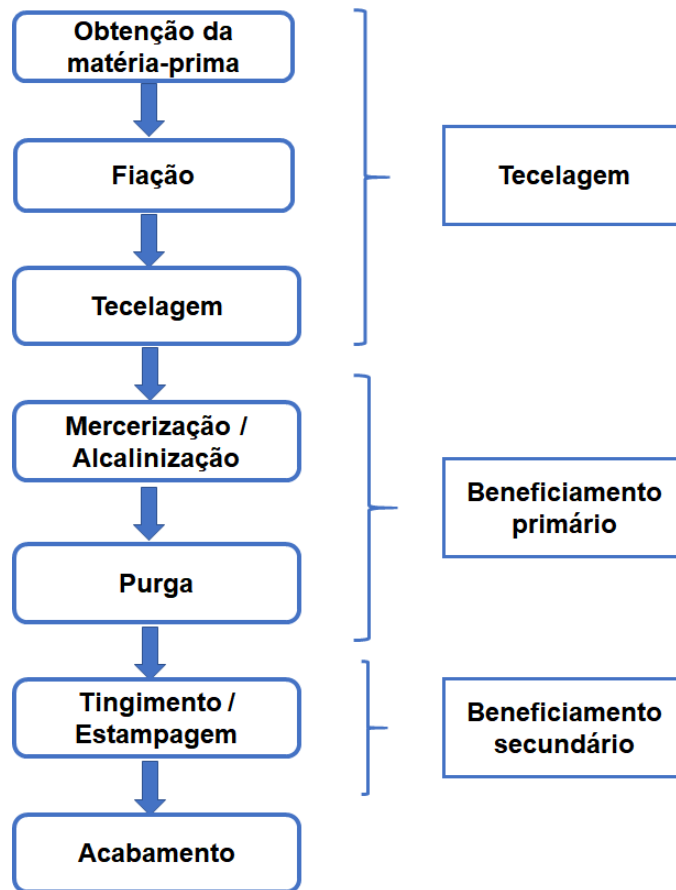 Obtenção da
matéria-prima
Fiação
Tecelagem
Tecelagem
Mercerização /
Alcalinização
Purga
Beneficiamento
primário
Tingimento /
Estampagem
Beneficiamento
secundário
Acabamento